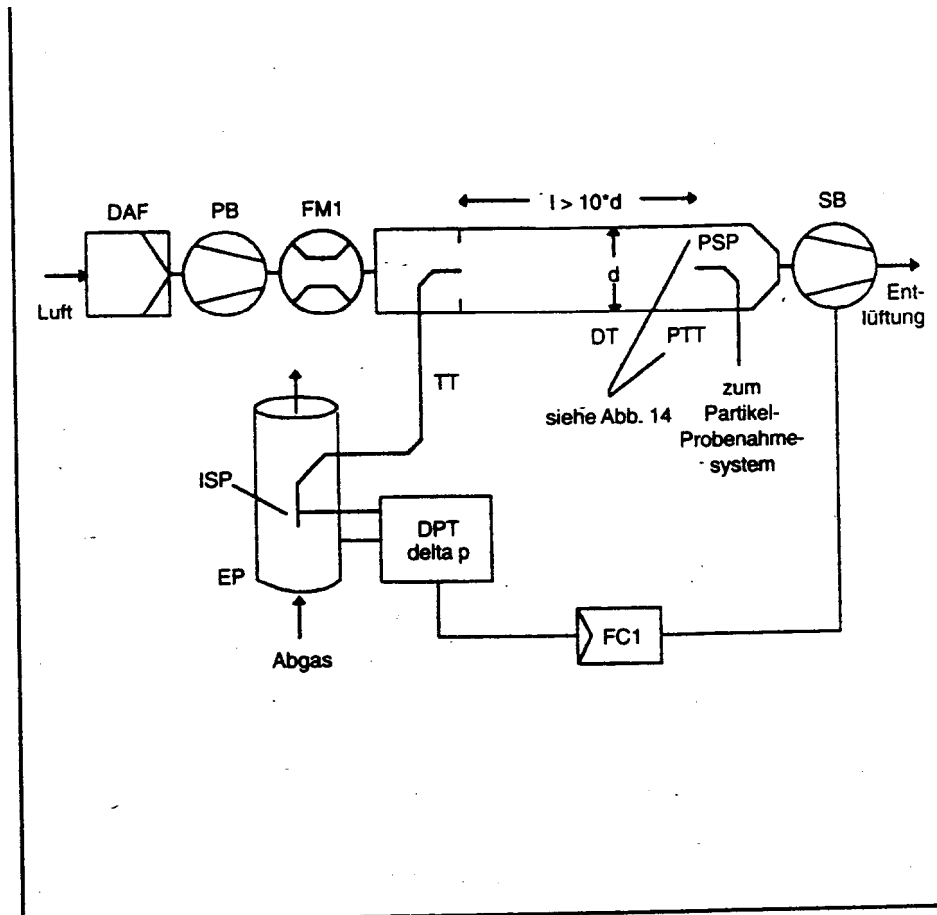 l > 10*d
DAF
PB
FM1
SB
PSP
d
Luft
Ent-
lüftung
DT
PTT
TT
siehe Abb. 14
zum
Partikel-
Probenahme-
system
ISP
DPT
delta p
EP
FC1
Abgas